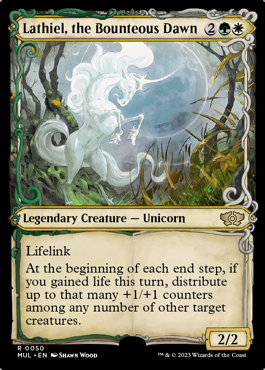 Lathiel, the Bounteous Dawn 2
Legendary Creature — Unicorn
Lifelink
At the beginning of each end step, if
you gained life this turn, distribute
up to that many +1/+1 counters
among any number of other target
creatures.
2/2
R 0050
MUL • EN SHAWN WOOD
™ & © 2023 Wizards of the Coast